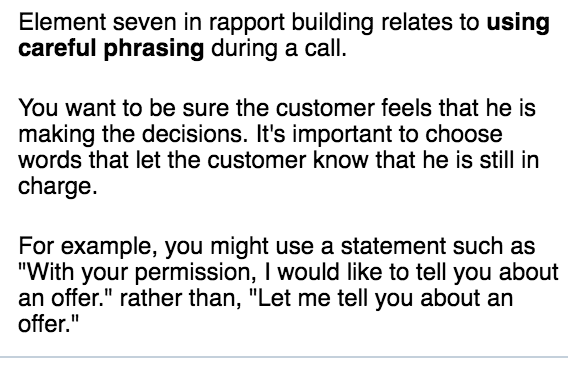 Element seven in rapport building relates to using
careful phrasing during a call.
You want to be sure the customer feels that he is
making the decisions. It's important to choose
words that let the customer know that he is still in
charge.
For example, you might use a statement such as
"With your permission, I would like to tell you about
an offer." rather than, "Let me tell you about an
offer."